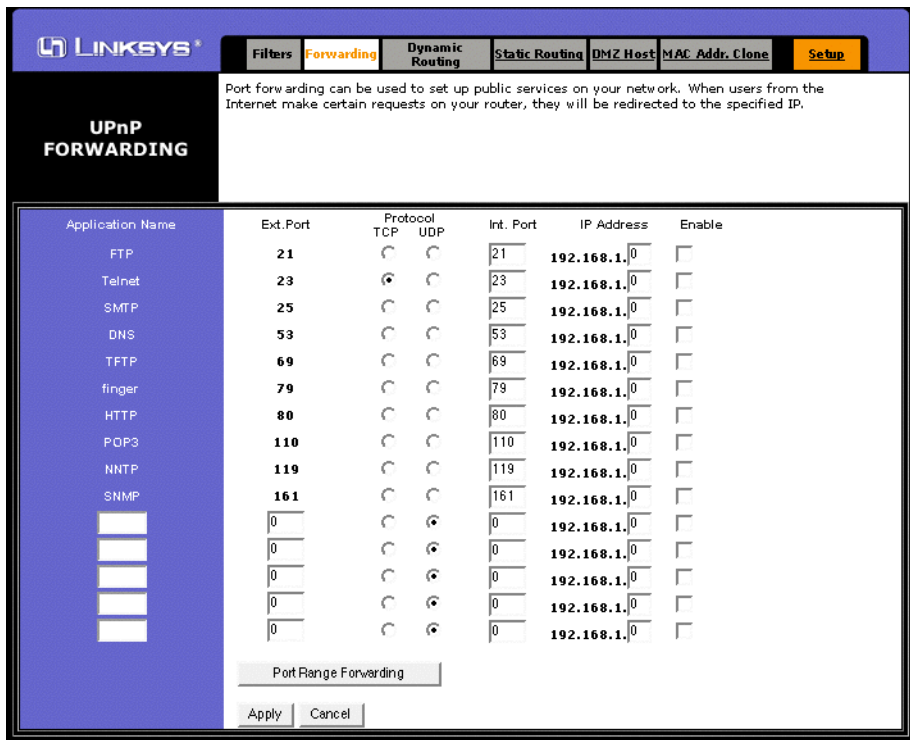 LINKSYS®
Filters Forwarding Dynamic Routing Static Routing DMZ Host MAC Addr. Clone Setup
UPnP
FORWARDING
Port forwarding can be used to set up public services on your network. When users from the
Internet make certain requests on your router, they will be redirected to the specified IP.
Application Name Ext.Port Protocol TCP UDP Int. Port IP Address Enable
FTP 21 21 192.168.1. 0
Telnet 23 23 192.168.1. 0
SMTP 25 25 192.168.1. 0
DNS 53 53 192.168.1. 0
TFTP 69 69 192.168.1. 0
finger 79 79 192.168.1. 0
HTTP 80 80 192.168.1. 0
POP3 110 110 192.168.1. 0
NNTP 119 119 192.168.1. 0
SNMP 161 161 192.168.1. 0
0 0 192.168.1. 0
0 0 192.168.1. 0
0 0 192.168.1. 0
0 0 192.168.1. 0
0 0 192.168.1. 0
Port Range Forwarding
Apply Cancel